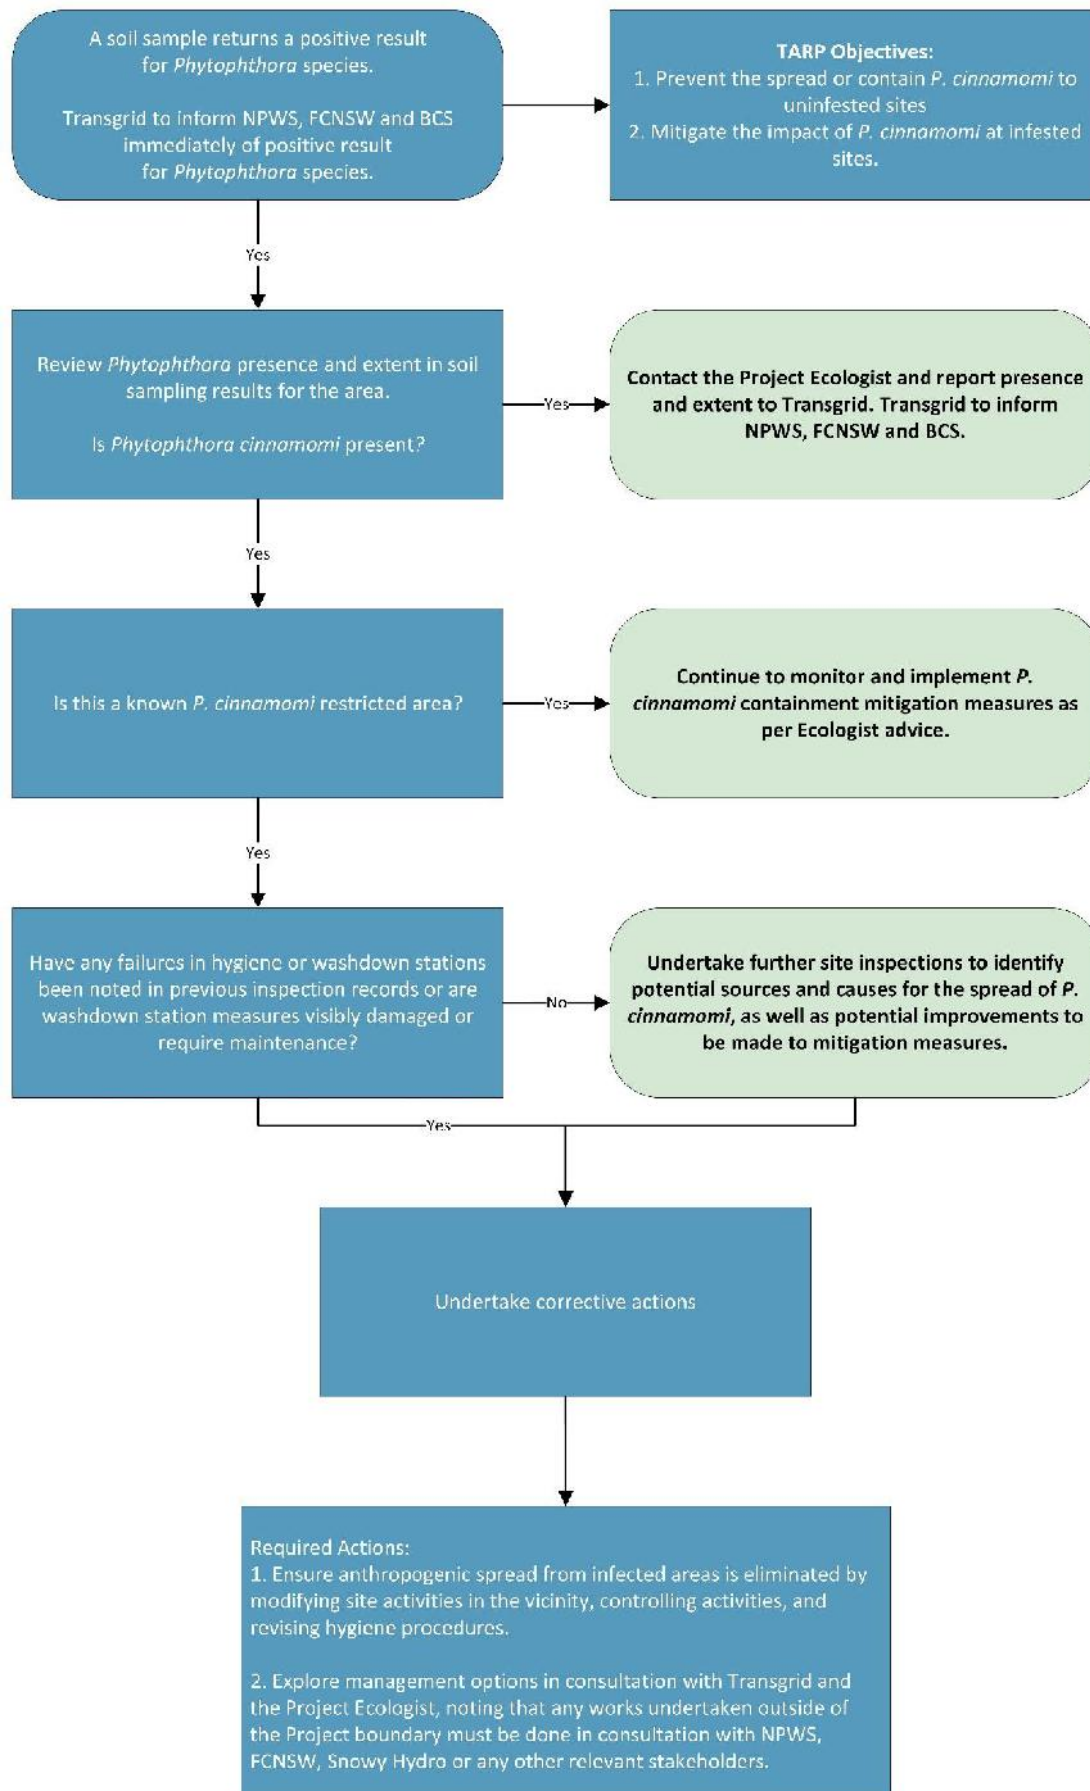 A soil sample returns a positive result
for Phytophthora species.
Transgrid to inform NPWS, FCNSW and BCS
immediately of positive result
for Phytophthora species.
TARP Objectives:
1. Prevent the spread or contain P. cinnamomi to
uninfested sites
2. Mitigate the impact of P. cinnamomi at infested
sites.
Yes
Review Phytophthora presence and extent in soil
sampling results for the area.
Is Phytophthora cinnamomi present?
Yes
Contact the Project Ecologist and report presence
and extent to Transgrid. Transgrid to inform
NPWS, FCNSW and BCS.
Yes
Is this a known P. cinnamomi restricted area?
Yes
Continue to monitor and implement P.
cinnamomi containment mitigation measures as
per Ecologist advice.
Yes
Have any failures in hygiene or washdown stations
been noted in previous inspection records or are
washdown station measures visibly damaged or
require maintenance?
No
Undertake further site inspections to identify
potential sources and causes for the spread of P.
cinnamomi, as well as potential improvements to
be made to mitigation measures.
Yes
Undertake corrective actions
Required Actions:
1. Ensure anthropogenic spread from infected areas is eliminated by
modifying site activities in the vicinity, controlling activities, and
revising hygiene procedures.
2. Explore management options in consultation with Transgrid and
the Project Ecologist, noting that any works undertaken outside of
the Project boundary must be done in consultation with NPWS,
FCNSW, Snowy Hydro or any other relevant stakeholders.